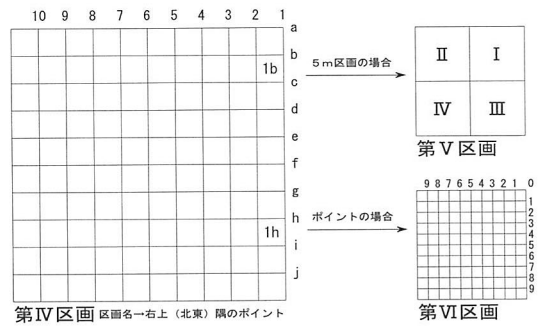 10 9 8 7 6 5 4 3 2 1
a
b
1b
c
d
e
f
g
h
1h
i
j
第Ⅳ区画 区画名→右上（北東）隅のポイント
5m区画の場合
Ⅱ Ⅰ
Ⅳ Ⅲ
第Ⅴ区画
ポイントの場合
9 8 7 6 5 4 3 2 1 0
1
2
3
4
5
6
7
8
9
第Ⅵ区画